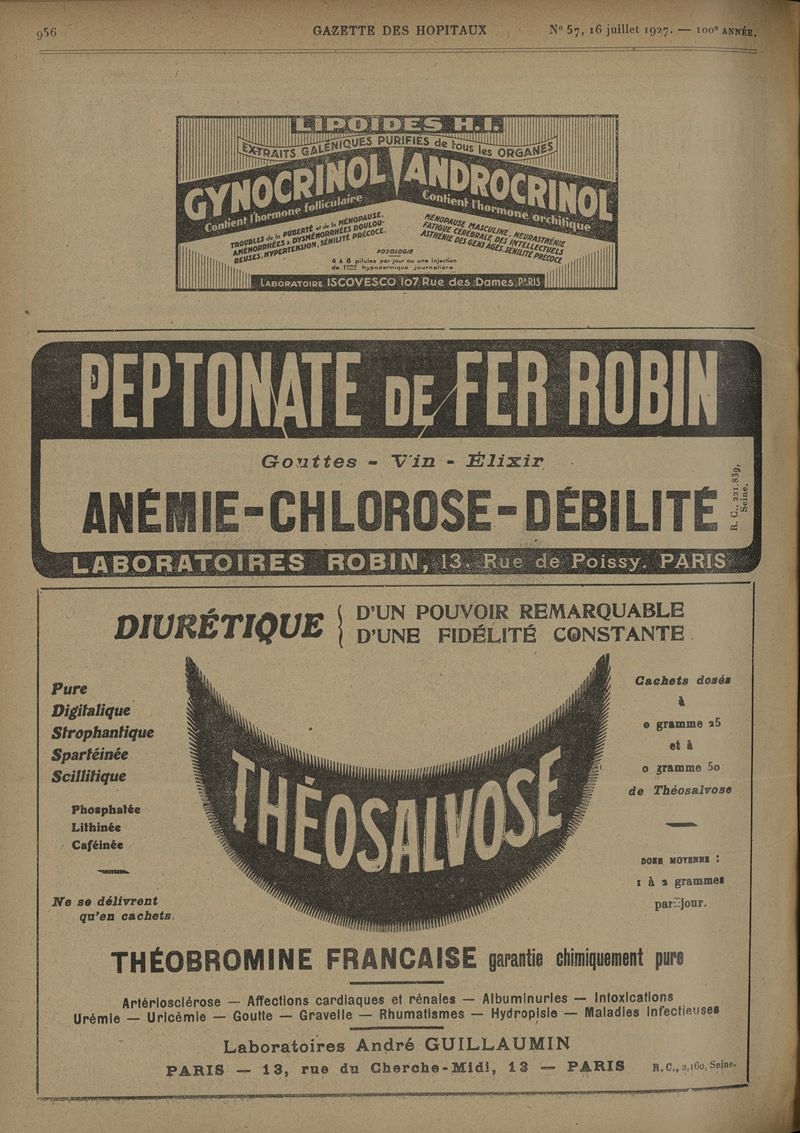 956
GAZETTE DES HOPITAUX
N° 57, 16 juillet 1927. — 100e ANNÉE.
LIPOIDES H.I.
EXTRAITS GALÉNIQUES PURIFIÉS de tous les ORGANES
GYNOCRINOL
Contient l'hormone folliculaire
TROUBLES de la PUBERTÉ et de la MÉNOPAUSE.
AMÉNORRHÉES & DYSMÉNORRHÉES DOULOU-
REUSES, HYPERTENSION, SÉNILITÉ PRÉCOCE.
ANDROCRINOL
Contient l'hormone orchitique
MÉNOPAUSE MASCULINE, NEURASTHÉNIE
FATIGUE CÉRÉBRALE DES INTELLECTUELS
ASTHÉNIE DES GENS AGÉS. SÉNILITÉ PRÉCOCE
POSOLOGIE
6 à 8 pilules par jour ou une injection
de 1cmc hypodermique journalière
LABORATOIRE ISCOVESCO 107 Rue des Dames, PARIS
PEPTONATE DE FER ROBIN
Gouttes - Vin - Élixir
ANÉMIE-CHLOROSE-DÉBILITÉ
R. C., 221.839,
Seine.
LABORATOIRES ROBIN, 13. Rue de Poissy. PARIS
DIURÉTIQUE
D'UN POUVOIR REMARQUABLE
D'UNE FIDÉLITÉ CONSTANTE.
Pure
Digitalique
Strophantique
Spartéinée
Scillitique
Phosphatée
Lithinée
Caféinée
Ne se délivrent
qu'en cachets.
THÉOSALVOSE
Cachets dosés
à
0 gramme 25
et à
0 gramme 50
de Théosalvose
DOSE MOYENNE :
1 à 2 grammes
par jour.
THÉOBROMINE FRANCAISE garantie chimiquement pure
Artériosclérose — Affections cardiaques et rénales — Albuminuries — Intoxications
Urémie — Uricémie — Goutte — Gravelle — Rhumatismes — Hydropisie — Maladies Infectieuses
Laboratoires André GUILLAUMIN
PARIS — 13, rue du Cherche-Midi, 13 — PARIS
R. C., 2,160, Seine.